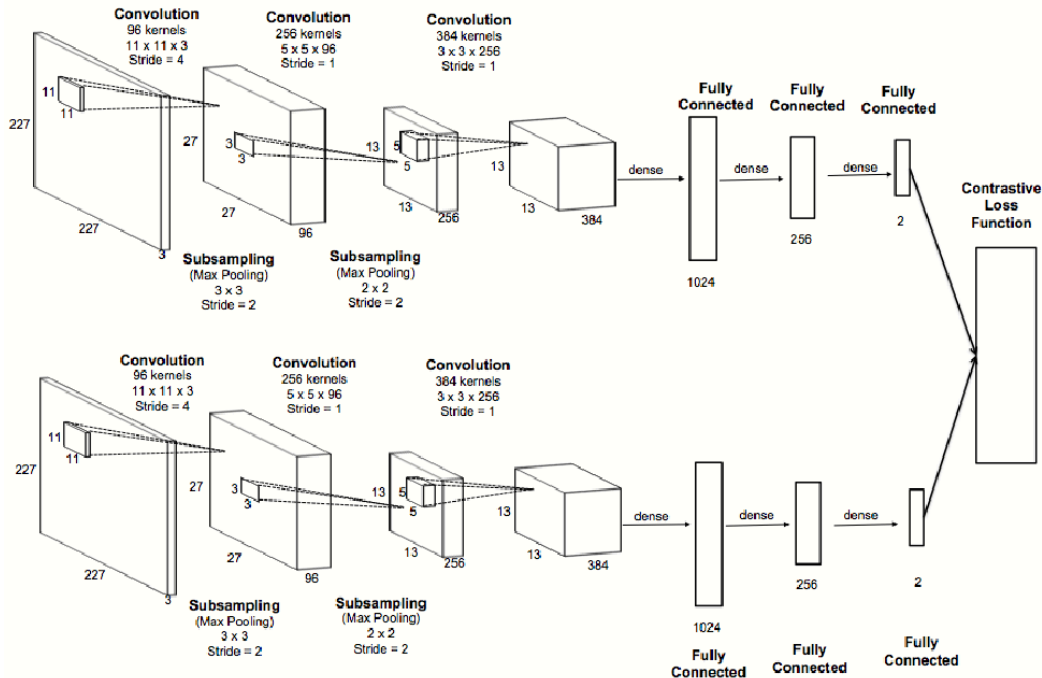 Convolution
96 kernels
11 x 11 x 3
Stride = 4
Convolution
256 kernels
5 x 5 x 96
Stride = 1
Convolution
384 kernels
3 x 3 x 256
Stride = 1
Fully
Connected
Fully
Connected
Fully
Connected
11
11
227
227
3
27
3
3
27
96
13
5
5
13
256
13
13
384
dense
dense
dense
1024
256
2
Contrastive
Loss
Function
Subsampling
(Max Pooling)
3 x 3
Stride = 2
Subsampling
(Max Pooling)
2 x 2
Stride = 2
Convolution
96 kernels
11 x 11 x 3
Stride = 4
Convolution
256 kernels
5 x 5 x 96
Stride = 1
Convolution
384 kernels
3 x 3 x 256
Stride = 1
11
11
227
227
3
27
3
3
27
96
13
5
5
13
256
13
13
384
dense
dense
dense
1024
256
2
Subsampling
(Max Pooling)
3 x 3
Stride = 2
Subsampling
(Max Pooling)
2 x 2
Stride = 2
Fully
Connected
Fully
Connected
Fully
Connected